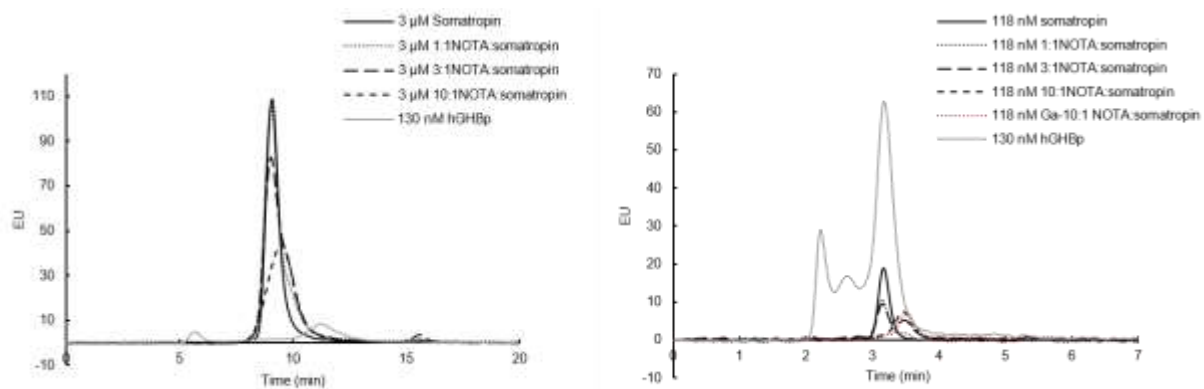 3 µM Somatropin
3 µM 1:1NOTA:somatropin
3 µM 3:1NOTA:somatropin
3 µM 10:1NOTA:somatropin
130 nM hGHBp
110
90
70
50
30
10
-10
EU
0
5
10
15
20
Time (min)
118 nM somatropin
118 nM 1:1NOTA:somatropin
118 nM 3:1NOTA:somatropin
118 nM 10:1NOTA:somatropin
118 nM Ga-10:1 NOTA:somatropin
130 nM hGHBp
70
60
50
40
30
20
10
0
-10
EU
0
1
2
3
4
5
6
7
Time (min)